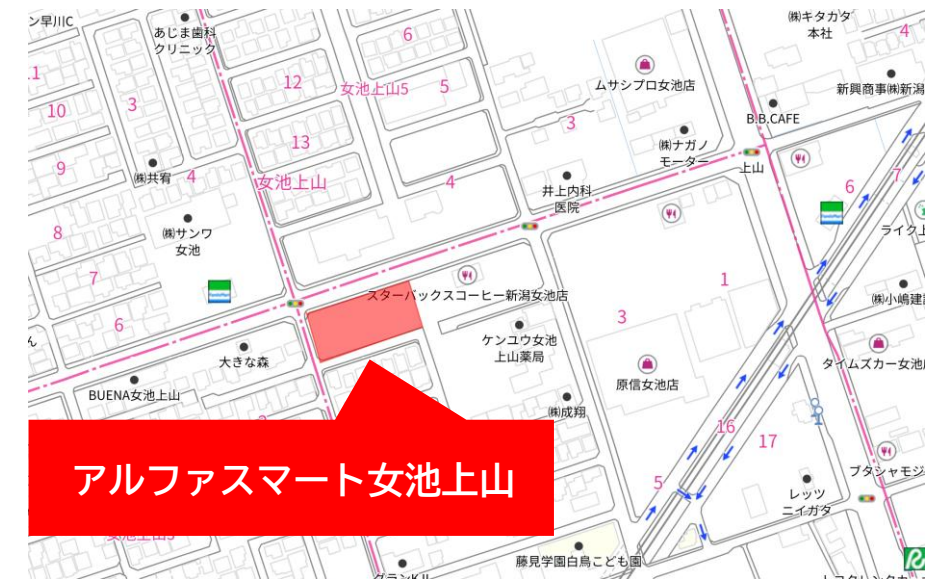 ン早川C
あじま歯科
クリニック
6
㈱キタカタ
本社
4
11
12
女池上山5
5
ムサシプロ女池店
新興商事㈱新潟
10
3
B.B.CAFE
3
13
㈱ナガノ
モーター
上山
9
㈱共宥
4
女池上山
4
井上内科
医院
6
7
8
㈱サンワ
女池
ライク上
7
1
スターバックスコーヒー新潟女池店
㈱小嶋建設
6
3
ん
大きな森
ケンユウ女池
上山薬局
原信女池店
タイムズカー女池店
BUENA女池上山
㈱成翔
16
17
アルファスマート女池上山
5
ブタシャモジ
レッツ
ニイガタ
藤見学園白鳥こども園